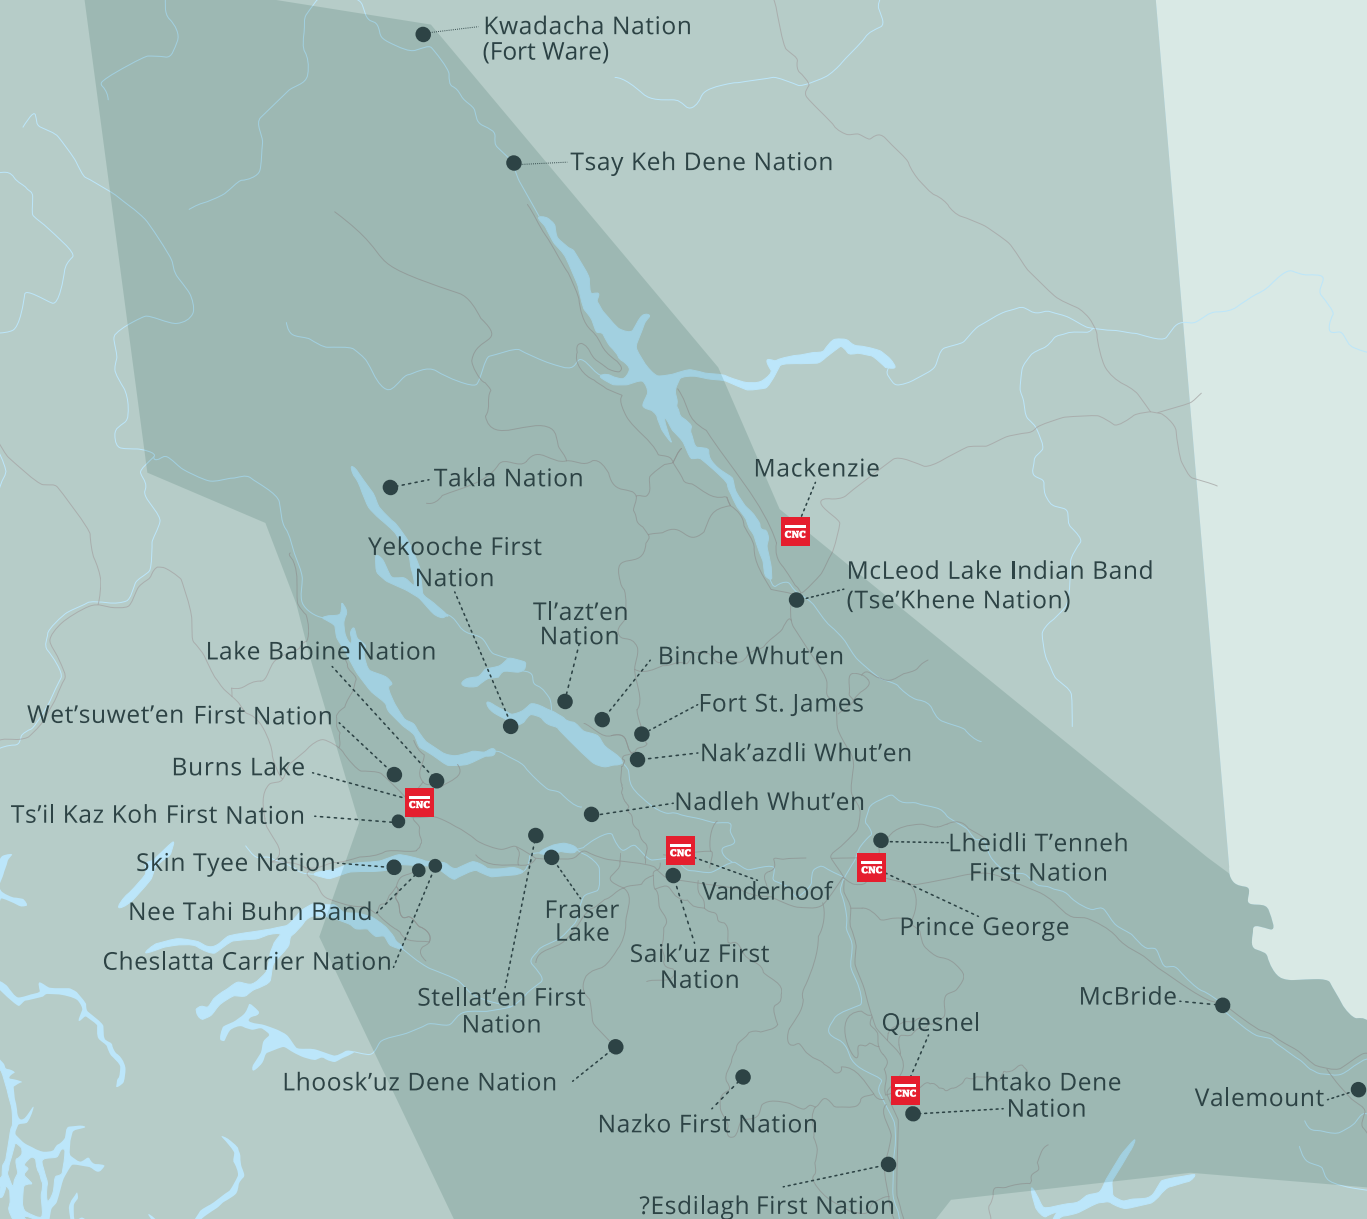 Kwadacha Nation
(Fort Ware)
Tsay Keh Dene Nation
Mackenzie
CNC
Takla Nation
Yekooche First
Nation
McLeod Lake Indian Band
(Tse’Khene Nation)
Tl’azt’en
Nation
Lake Babine Nation
Binche Whut’en
Fort St. James
Wet’suwet’en First Nation
Nak’azdli Whut’en
Burns Lake
CNC
Nadleh Whut’en
Ts’il Kaz Koh First Nation
Lheidli T’enneh
First Nation
CNC
CNC
Skin Tyee Nation
Vanderhoof
Nee Tahi Buhn Band
Fraser
Lake
Prince George
Cheslatta Carrier Nation
Saik’uz First
Nation
Stellat’en First
Nation
McBride
Quesnel
CNC
Lhoosk’uz Dene Nation
Lhtako Dene
Nation
Valemount
Nazko First Nation
?Esdilagh First Nation